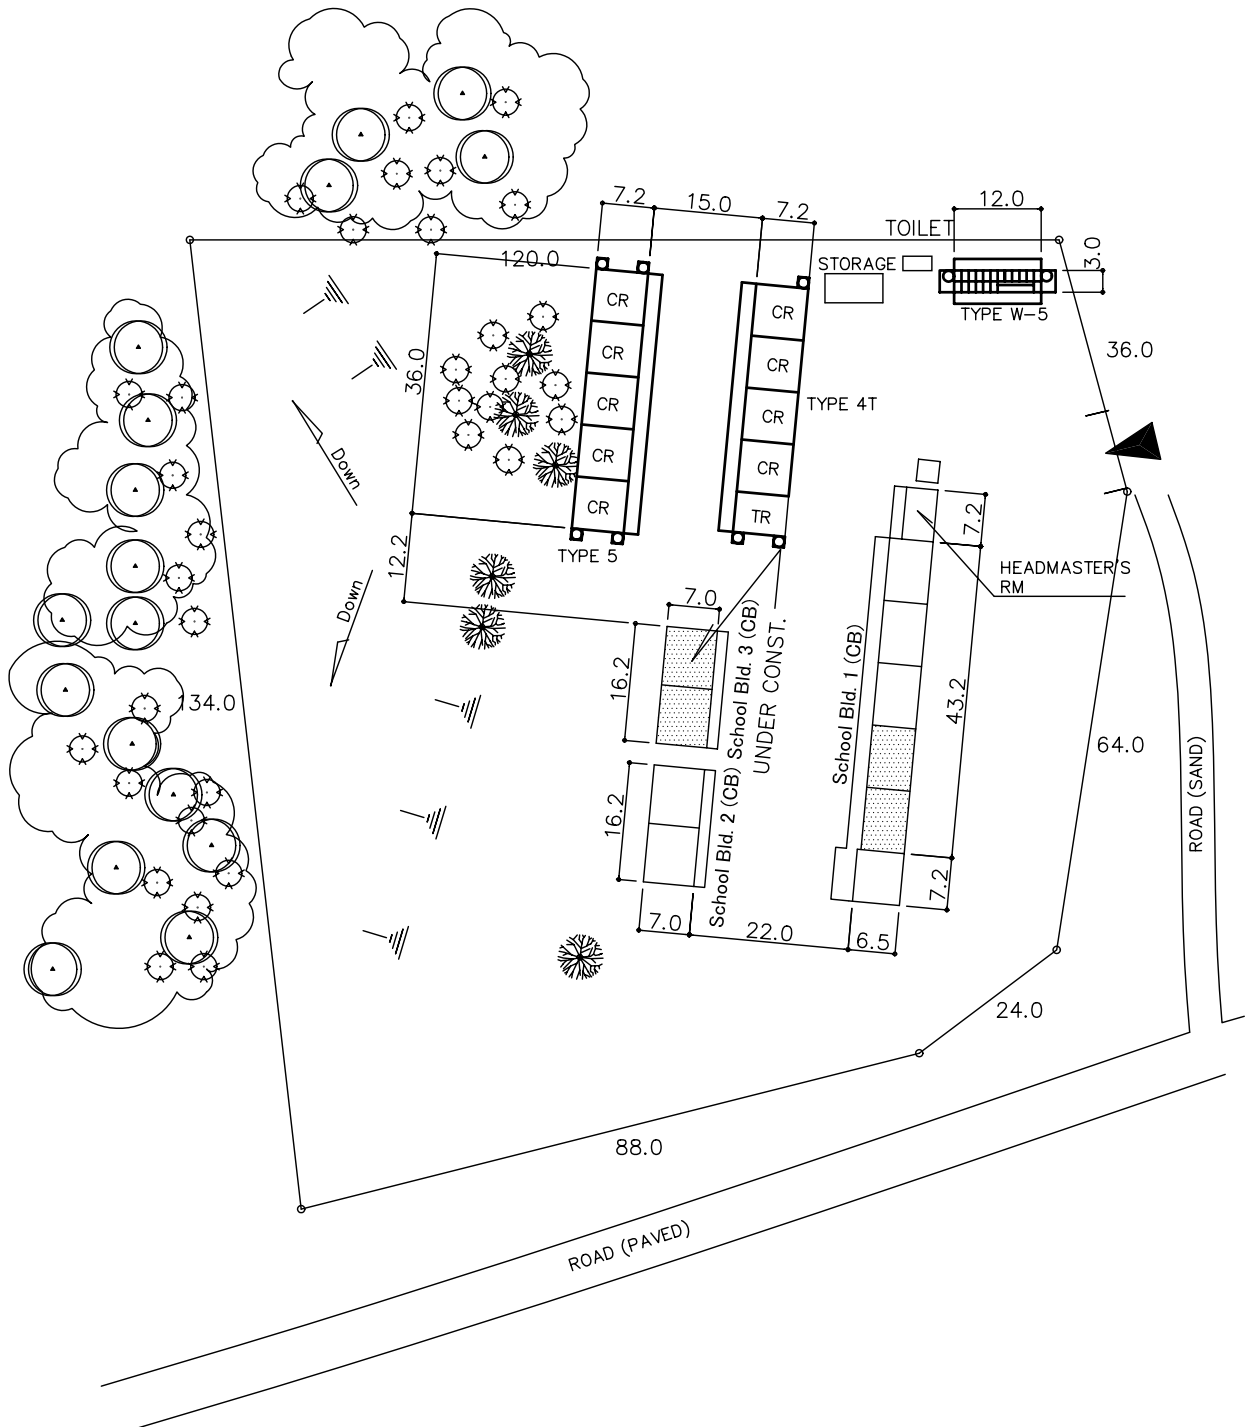 7.2
15.0
7.2
12.0
TOILET
120.0
STORAGE
3.0
TYPE W-5
36.0
36.0
CR
CR
CR
CR
CR
CR
CR
CR
CR
TR
TYPE 4T
TYPE 5
Down
12.2
Down
7.2
HEADMASTER'S
RM
7.0
16.2
School Bld. 3 (CB)
UNDER CONST.
School Bld. 1 (CB)
43.2
134.0
64.0
ROAD (SAND)
16.2
School Bld. 2 (CB)
7.2
7.0
22.0
6.5
24.0
88.0
ROAD (PAVED)